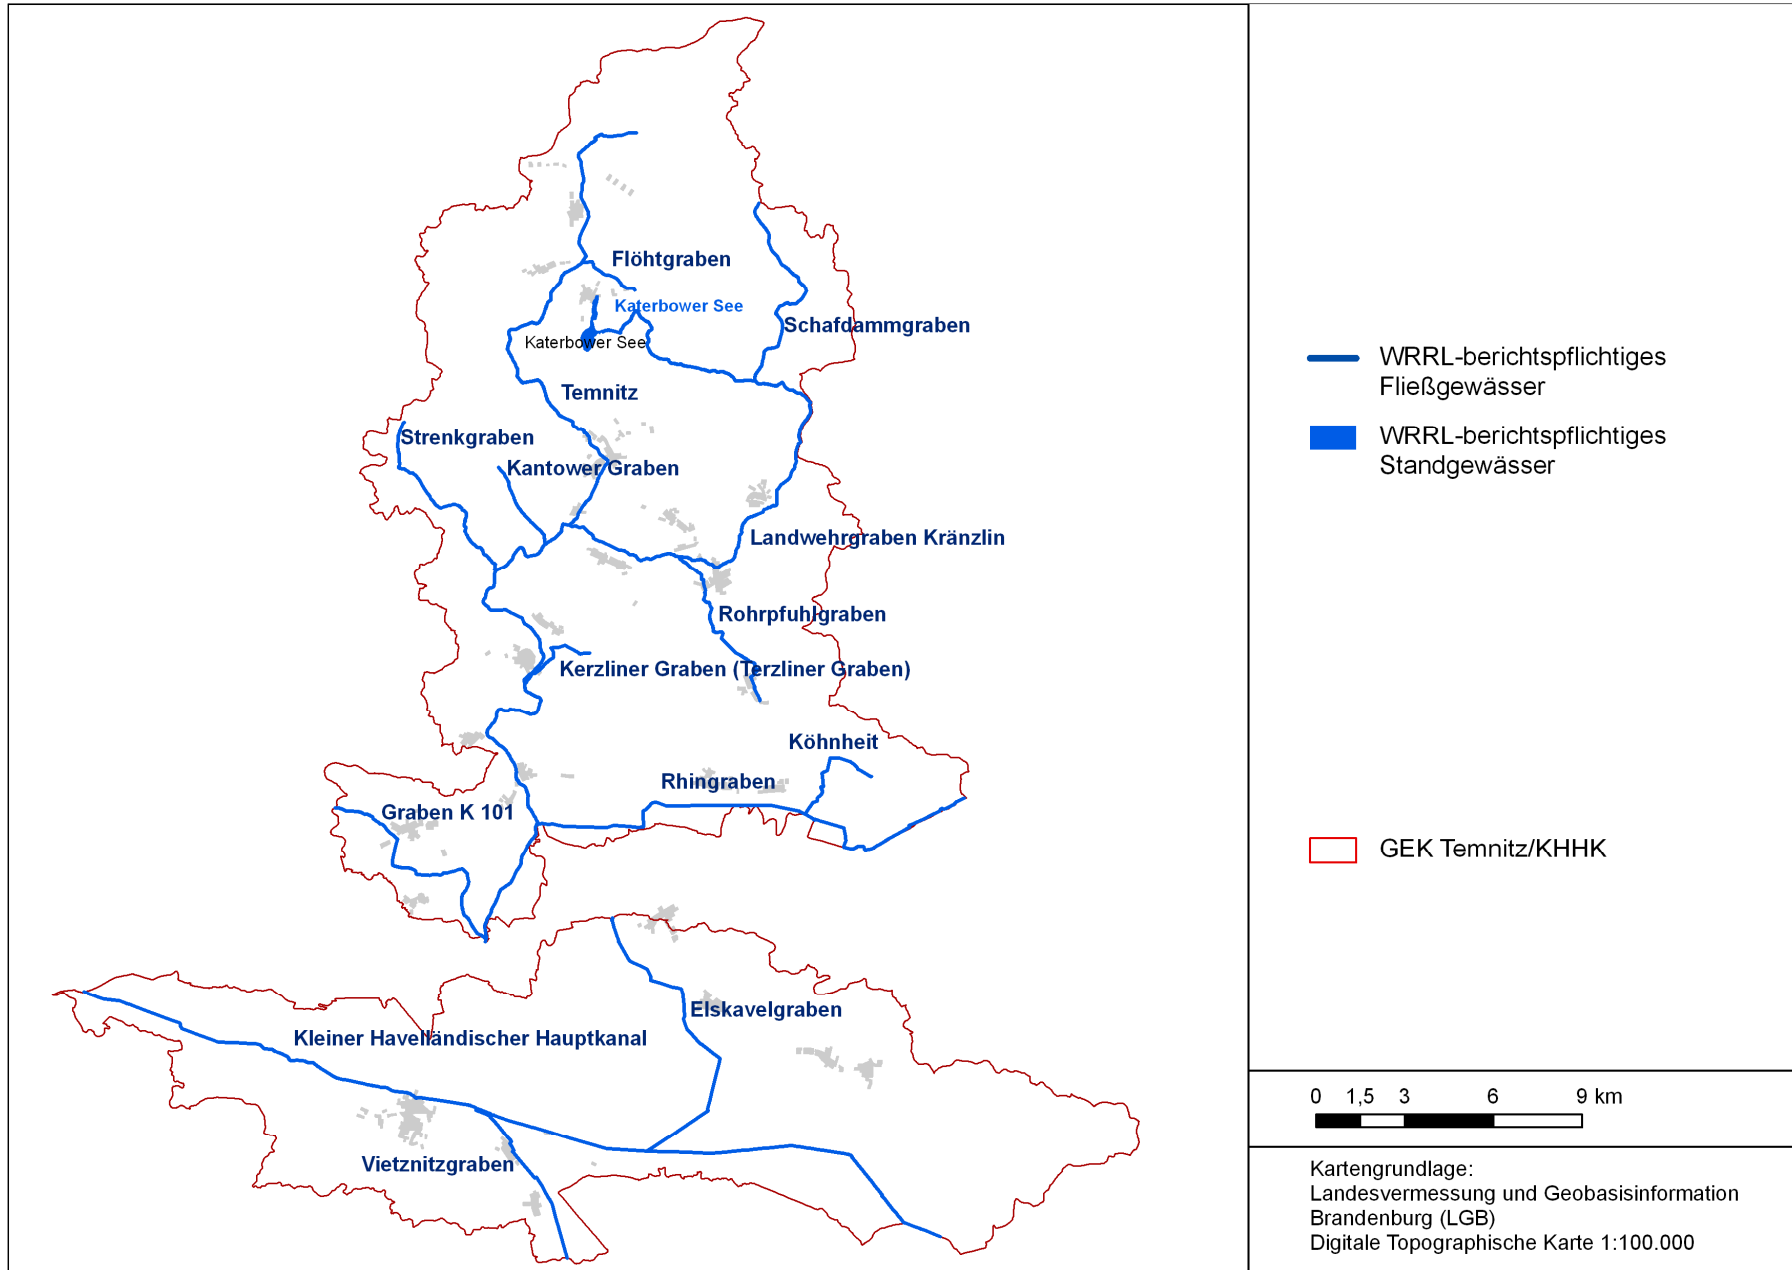 Flöhtgraben
Katerbower See
Schafdammgraben
Katerbower See
Temnitz
Strenkgraben
Kantower Graben
Landwehrgraben Kränzlin
Rohrpfuhlgraben
Kerzliner Graben (Terzliner Graben)
Köhnheit
Rhingraben
Graben K 101
Elskavelgraben
Kleiner Havelländischer Hauptkanal
Vietznitzgraben
WRRL-berichtspflichtiges
Fließgewässer
WRRL-berichtspflichtiges
Standgewässer
GEK Temnitz/KHHK
0 1,5 3 6 9 km
Kartengrundlage:
Landesvermessung und Geobasisinformation
Brandenburg (LGB)
Digitale Topographische Karte 1:100.000